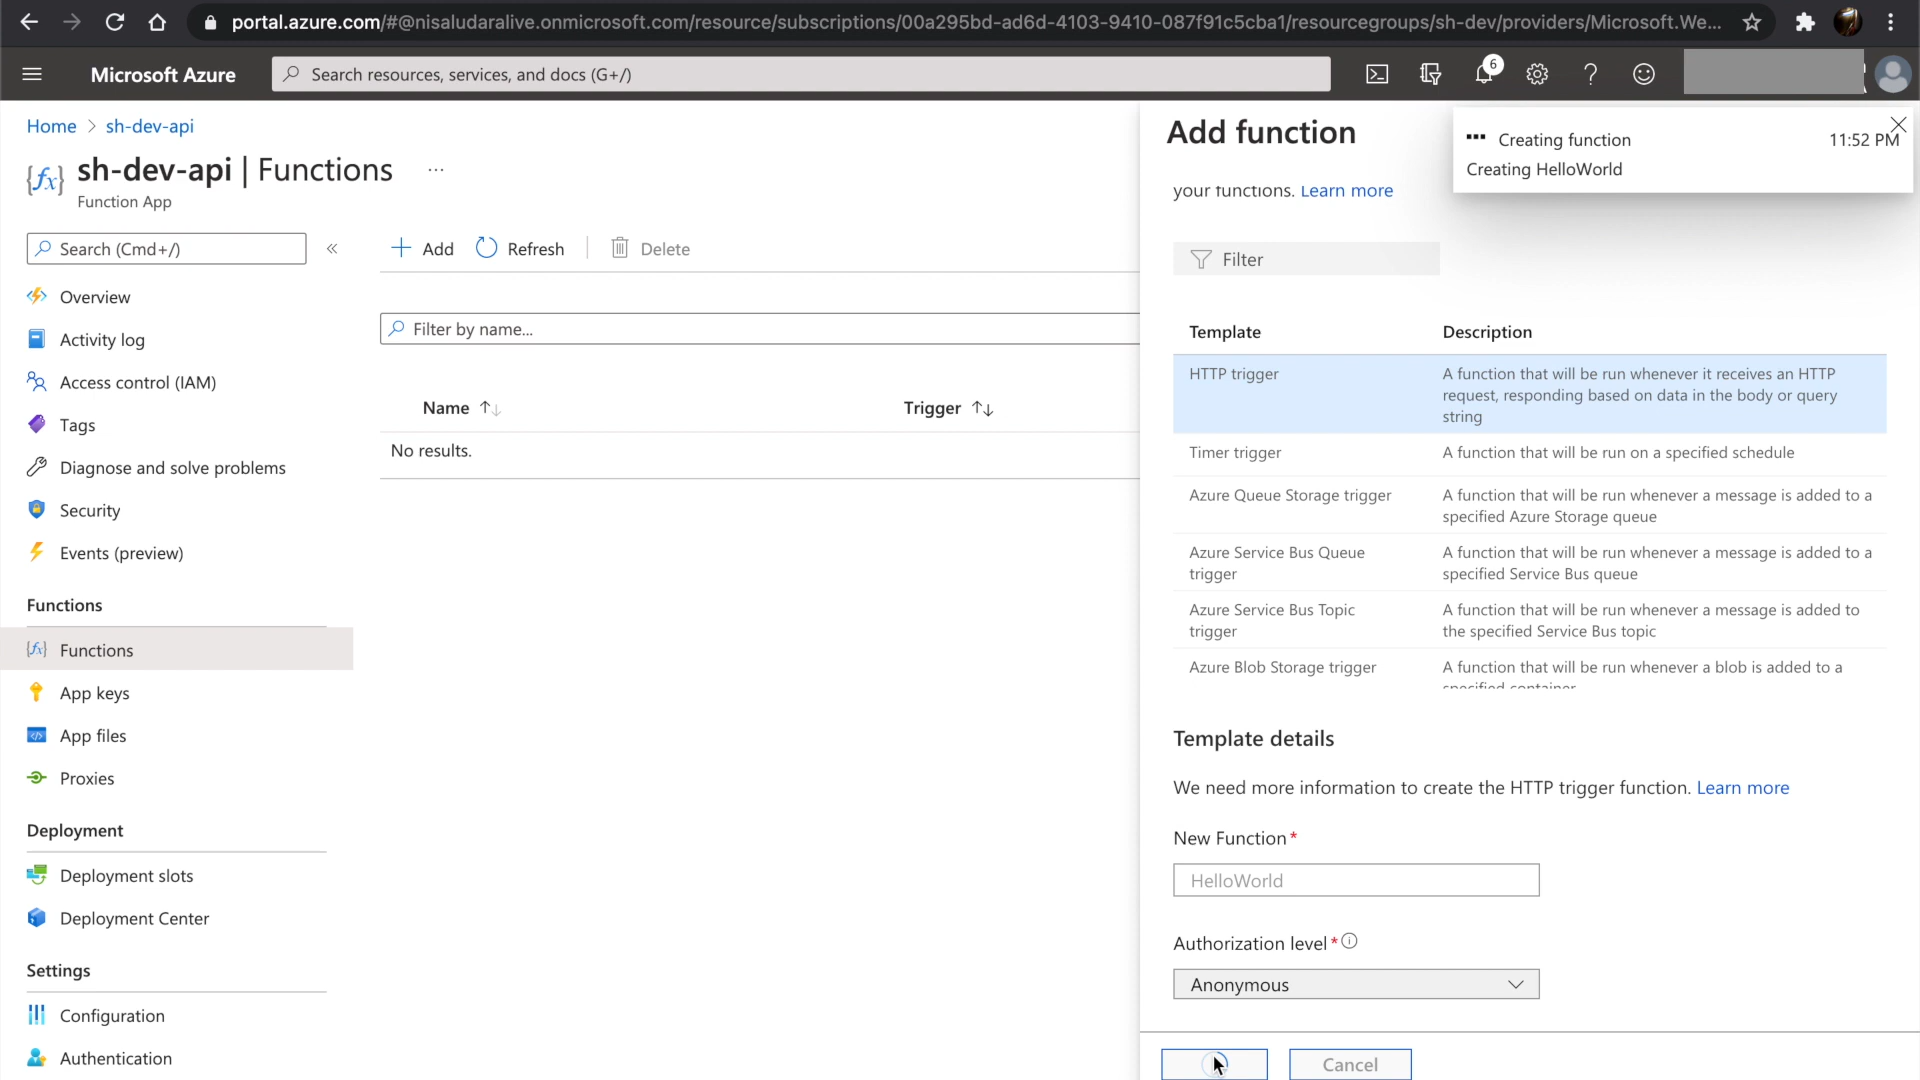 portal.azure.com/#@nisaludaralive.onmicrosoft.com/resource/subscriptions/00a295bd-ad6d-4103-9410-087f91c5cba1/resourcegroups/sh-dev/providers/Microsoft.We...
Microsoft Azure
Search resources, services, and docs (G+/)
6
Home > sh-dev-api
sh-dev-api | Functions ...
Function App
Search (Cmd+/)
«
Overview
Activity log
Access control (IAM)
Tags
Diagnose and solve problems
Security
Events (preview)
Functions
Functions
App keys
App files
Proxies
Deployment
Deployment slots
Deployment Center
Settings
Configuration
Authentication
+ Add
Refresh
Delete
Filter by name...
Name ↑↓
Trigger ↑↓
No results.
Add function
Creating function 11:52 PM
Creating HelloWorld
your functions. Learn more
Filter
Template Description
HTTP trigger
A function that will be run whenever it receives an HTTP
request, responding based on data in the body or query
string
Timer trigger
A function that will be run on a specified schedule
Azure Queue Storage trigger
A function that will be run whenever a message is added to a
specified Azure Storage queue
Azure Service Bus Queue
trigger
A function that will be run whenever a message is added to a
specified Service Bus queue
Azure Service Bus Topic
trigger
A function that will be run whenever a message is added to
the specified Service Bus topic
Azure Blob Storage trigger
A function that will be run whenever a blob is added to a
specified container
Template details
We need more information to create the HTTP trigger function. Learn more
New Function*
HelloWorld
Authorization level*
Anonymous
Cancel